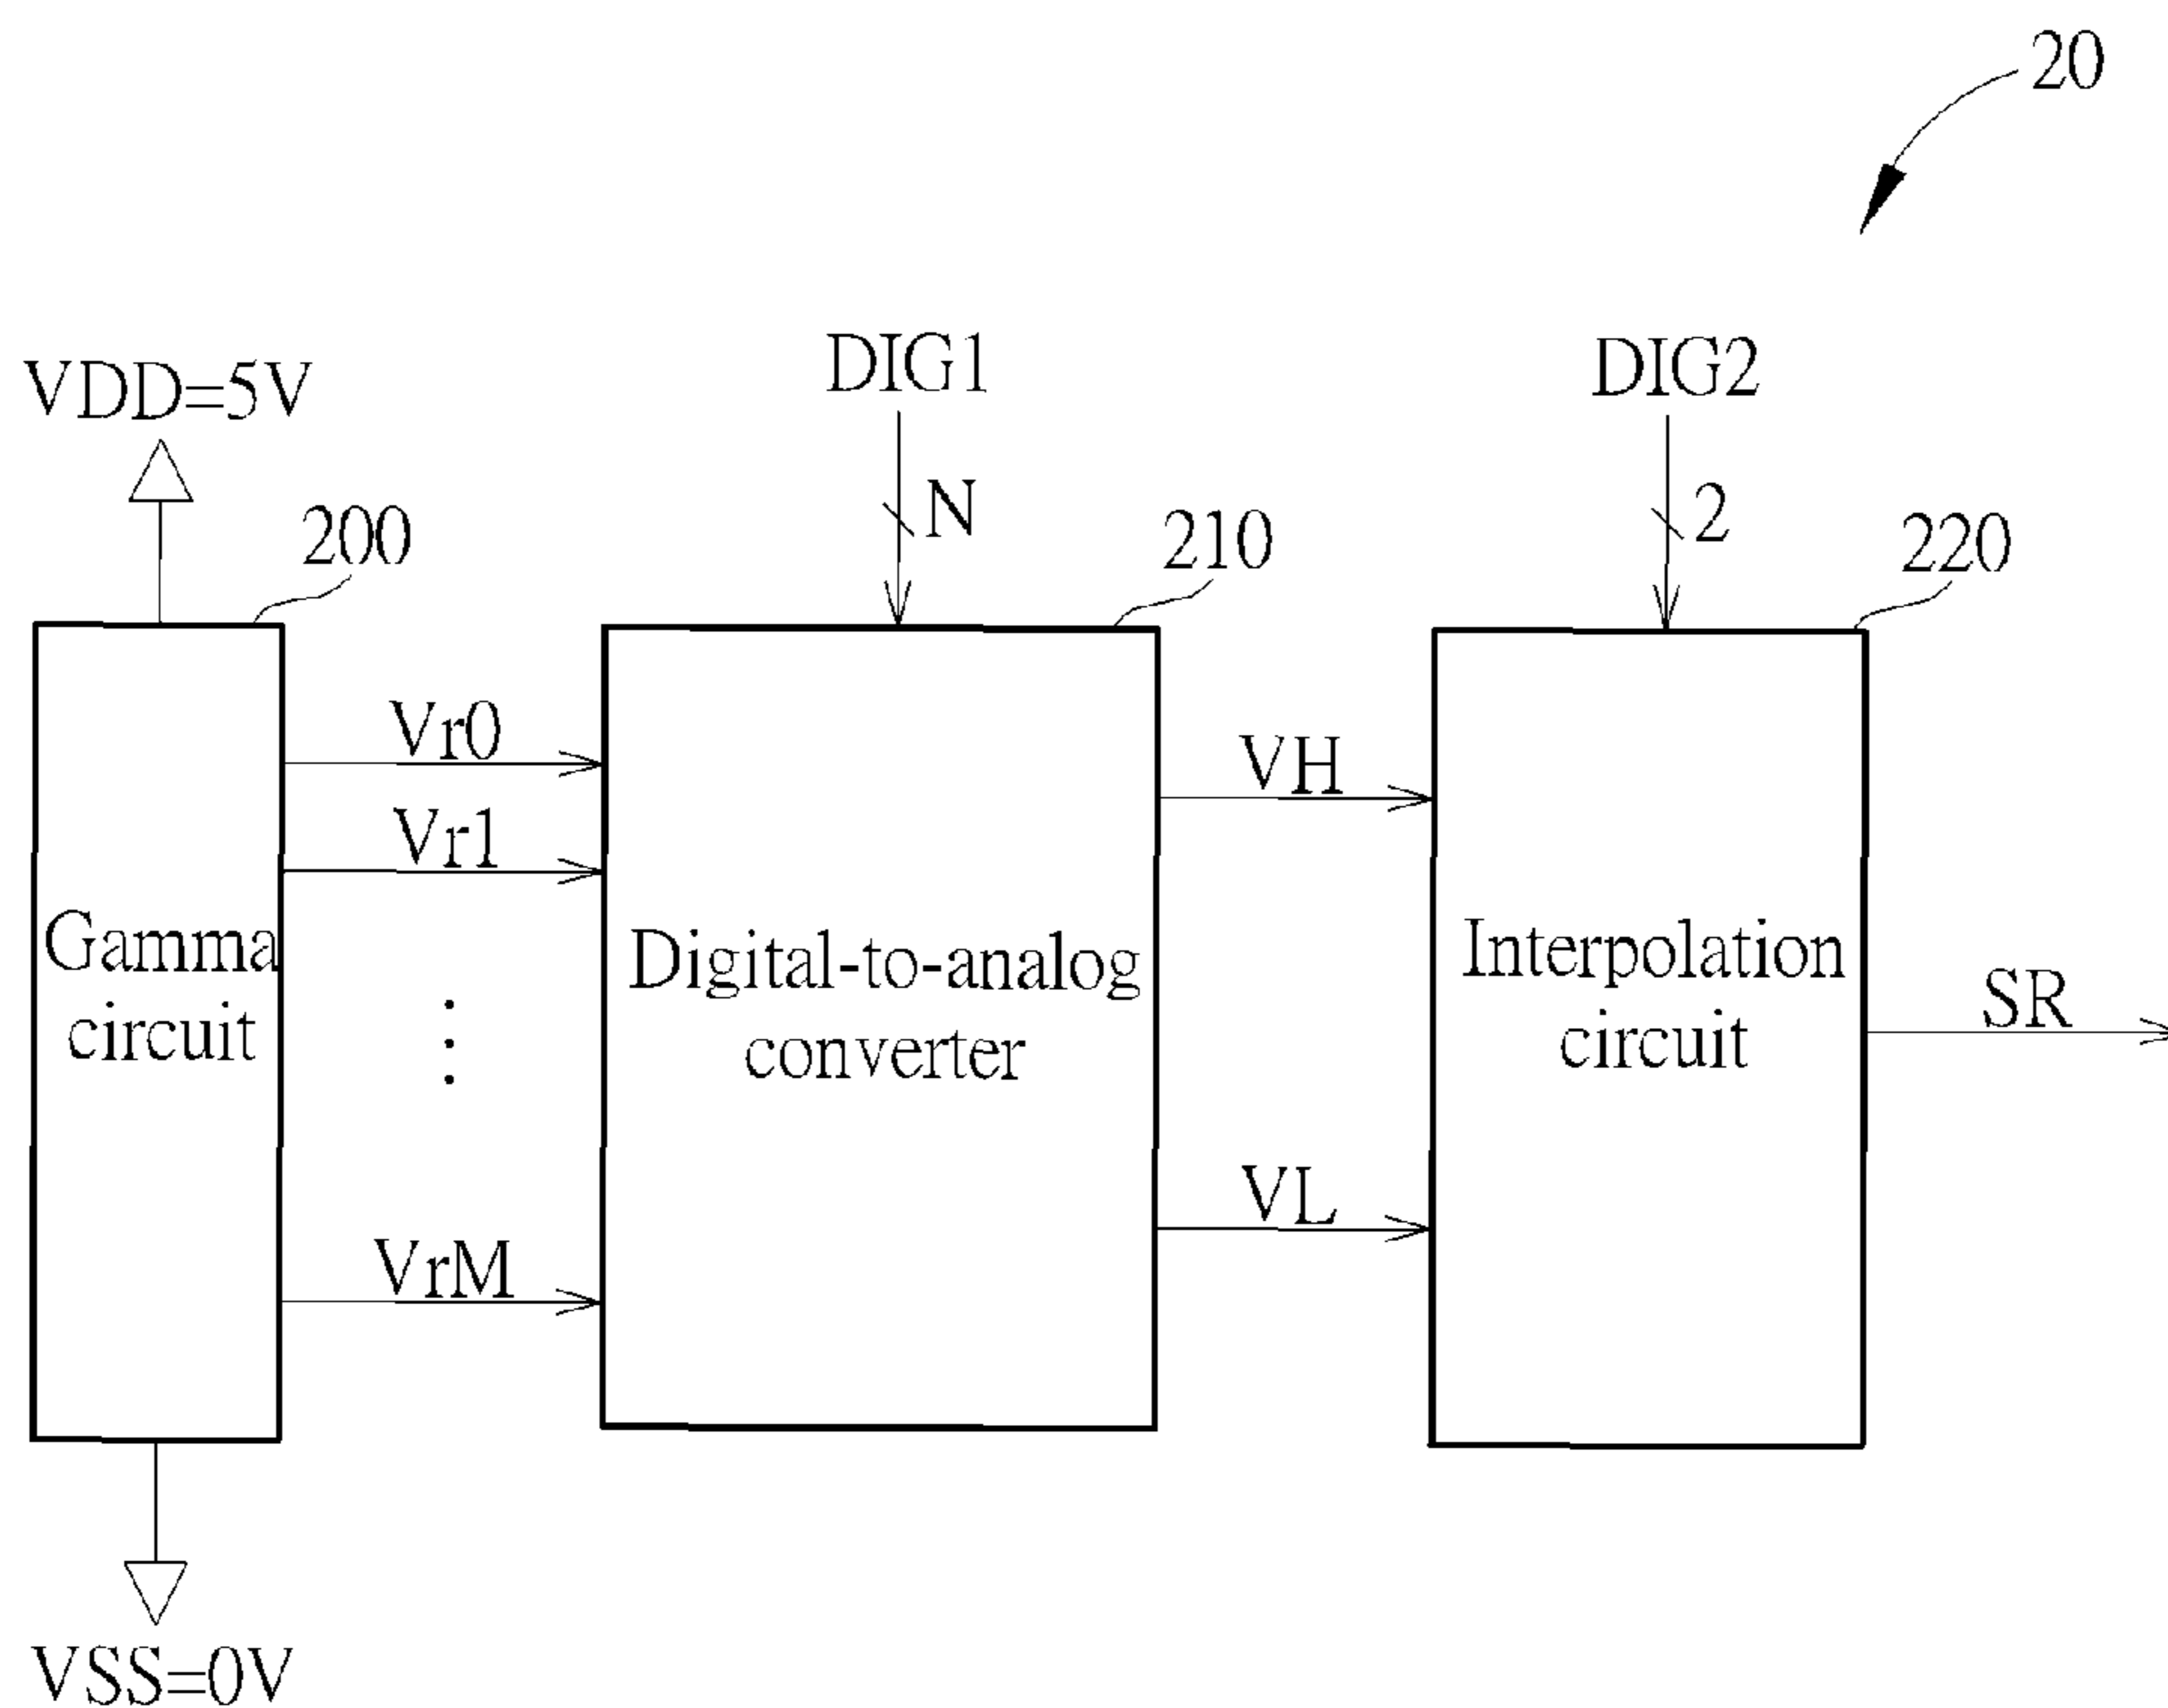 20
DIG1
DIG2
VDD=5V
N
2
200
210
220
Vr0
VH
Vr1
Gamma
circuit
Digital-to-analog
converter
Interpolation
circuit
SR
VL
VrM
VSS=0V